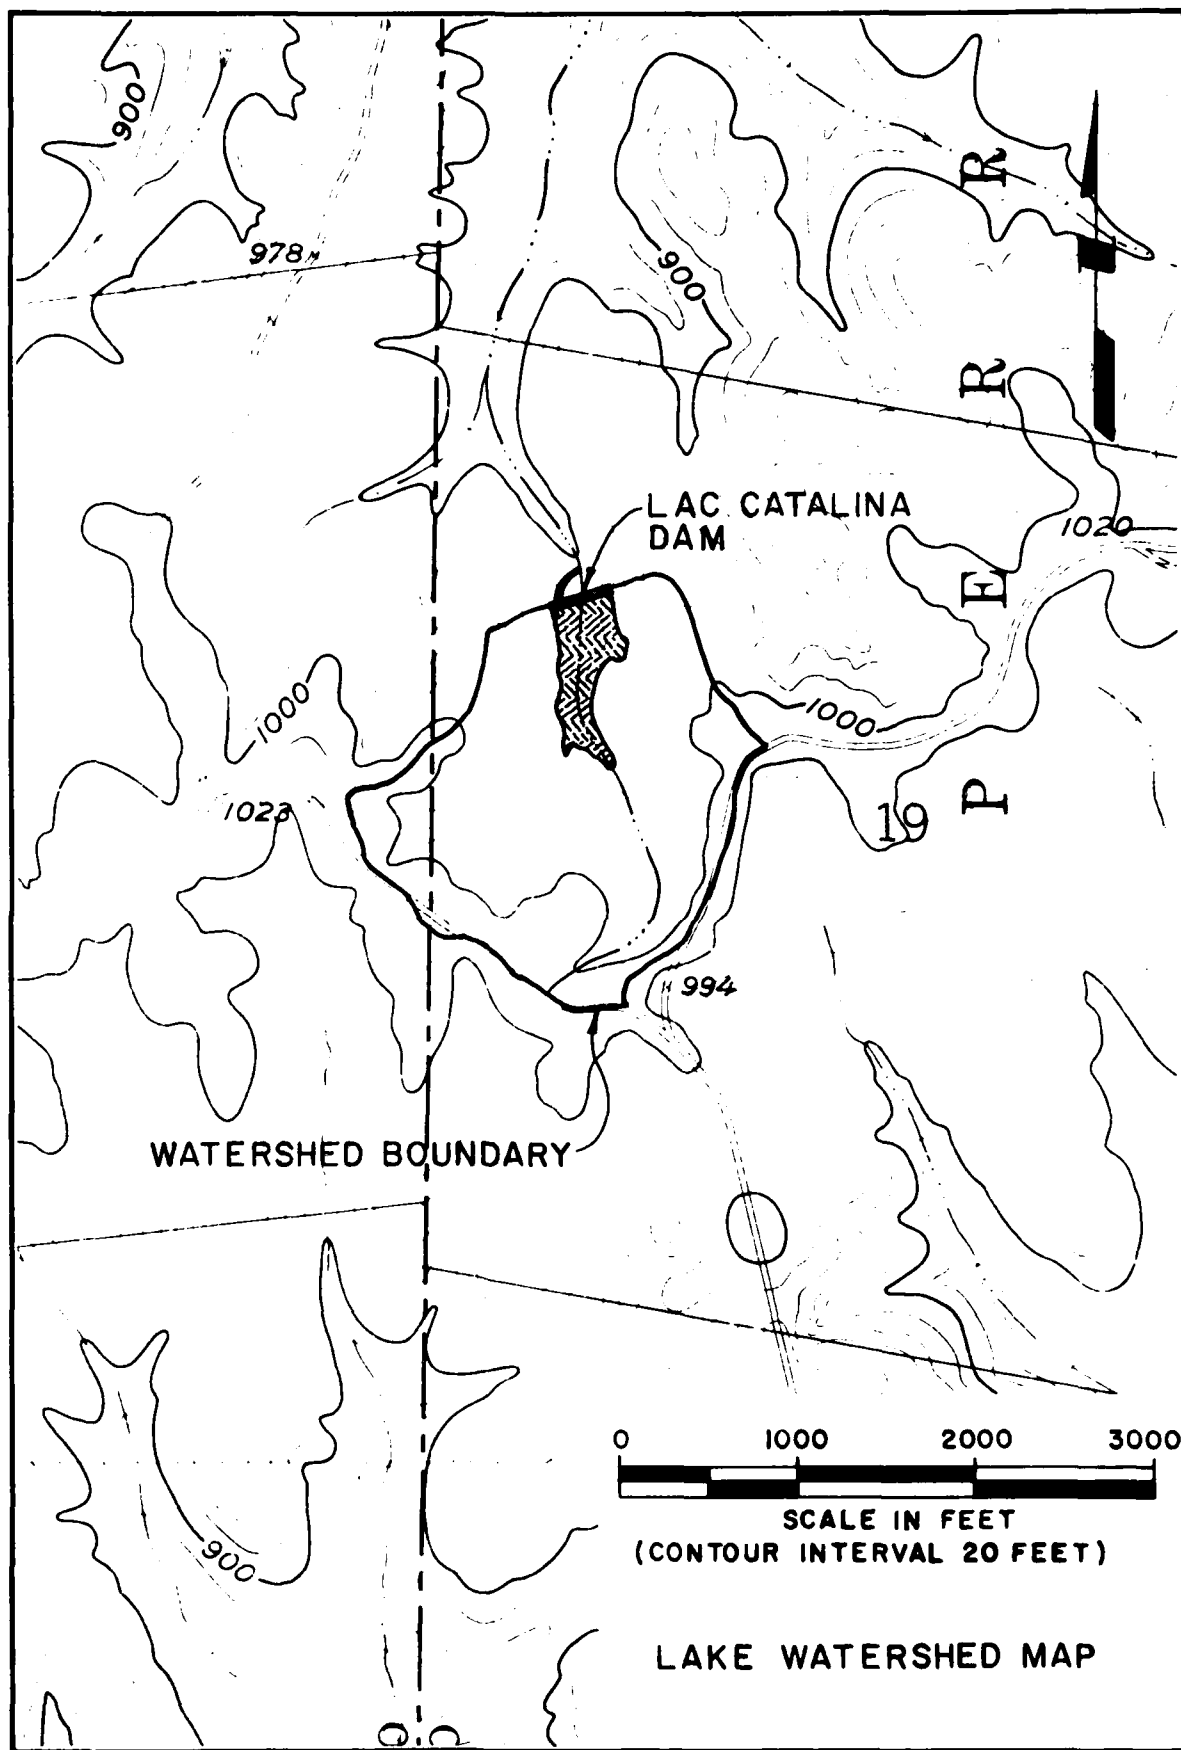 900
978
900
R
R
LAC CATALINA
DAM
1020
E
1000
1000
P
1023
19
994
WATERSHED BOUNDARY
0 1000 2000 3000
SCALE IN FEET
(CONTOUR INTERVAL 20 FEET)
900
LAKE WATERSHED MAP